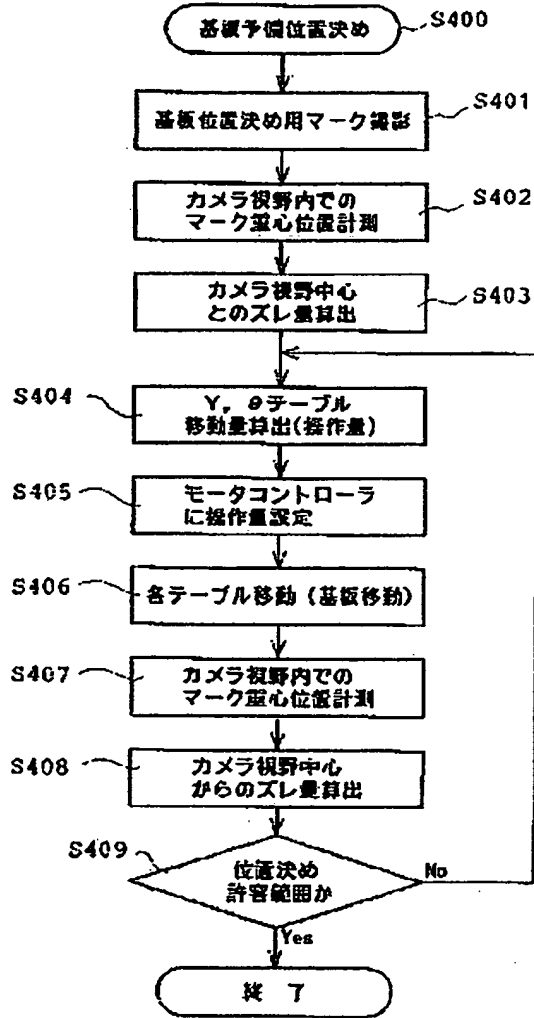 基板予備位置決め
S400
基板位置決め用マーク撮影
S401
カメラ視野内での
マーク重心位置計測
S402
カメラ視野中心
とのズレ量算出
S403
S404
Y, θテーブル
移動量算出(操作量)
S405
モータコントローラ
に操作量設定
S406
各テーブル移動(基板移動)
S407
カメラ視野内での
マーク重心位置計測
S408
カメラ視野中心
からのズレ量算出
S409
位置決め
許容範囲か
No
Yes
終 了